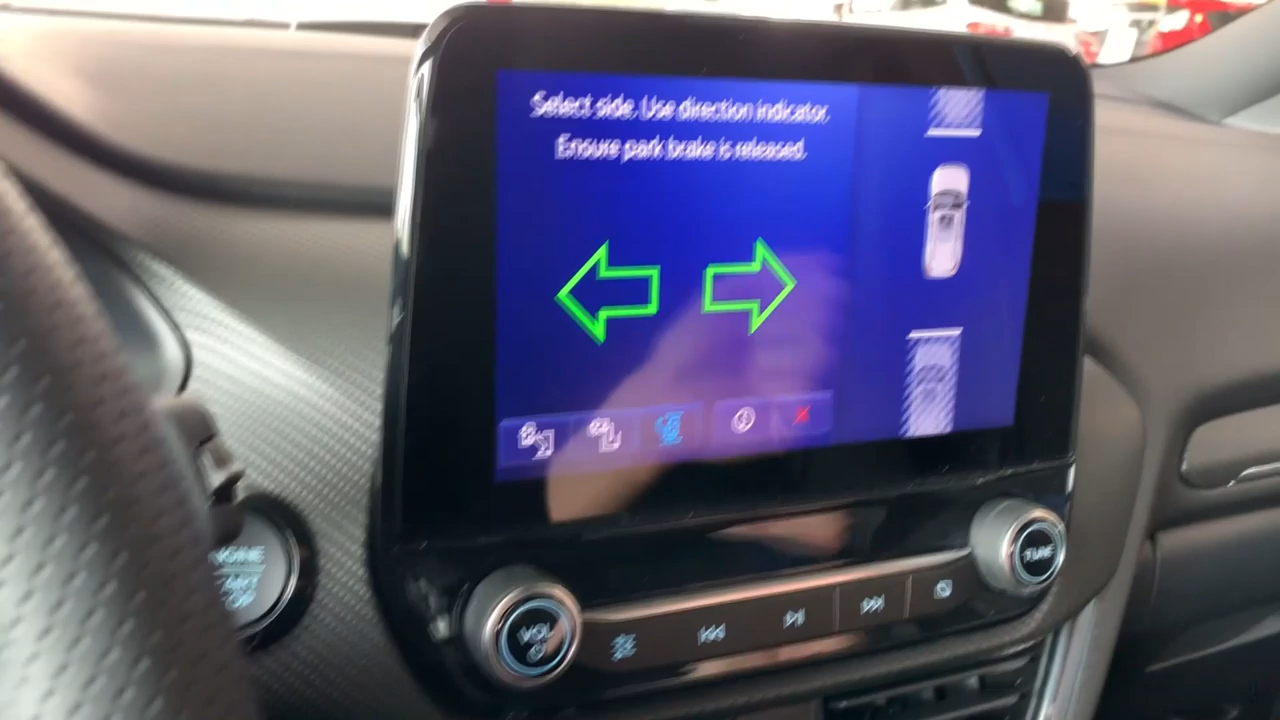 Select side. Use direction indicator.
Ensure park brake is released.
VOL
TUNE